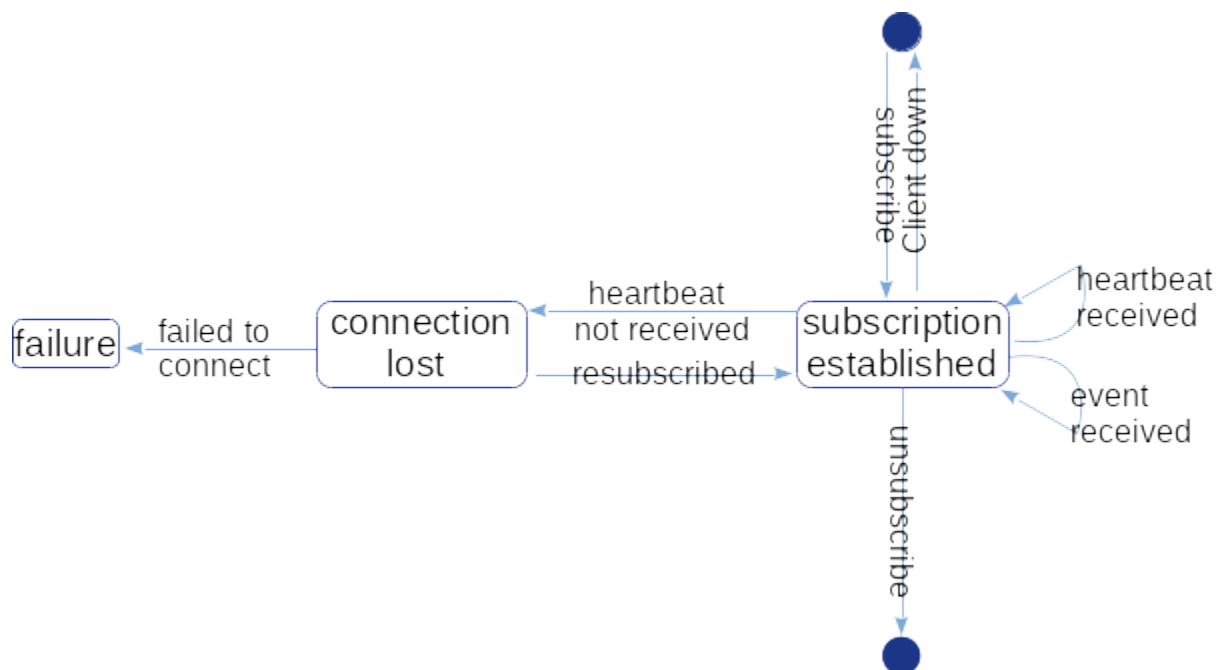 subscribe
Client down
heartbeat
not received
heartbeat
received
failure
failed to
connect
connection
lost
subscription
established
resubscribed
event
received
unsubscribe